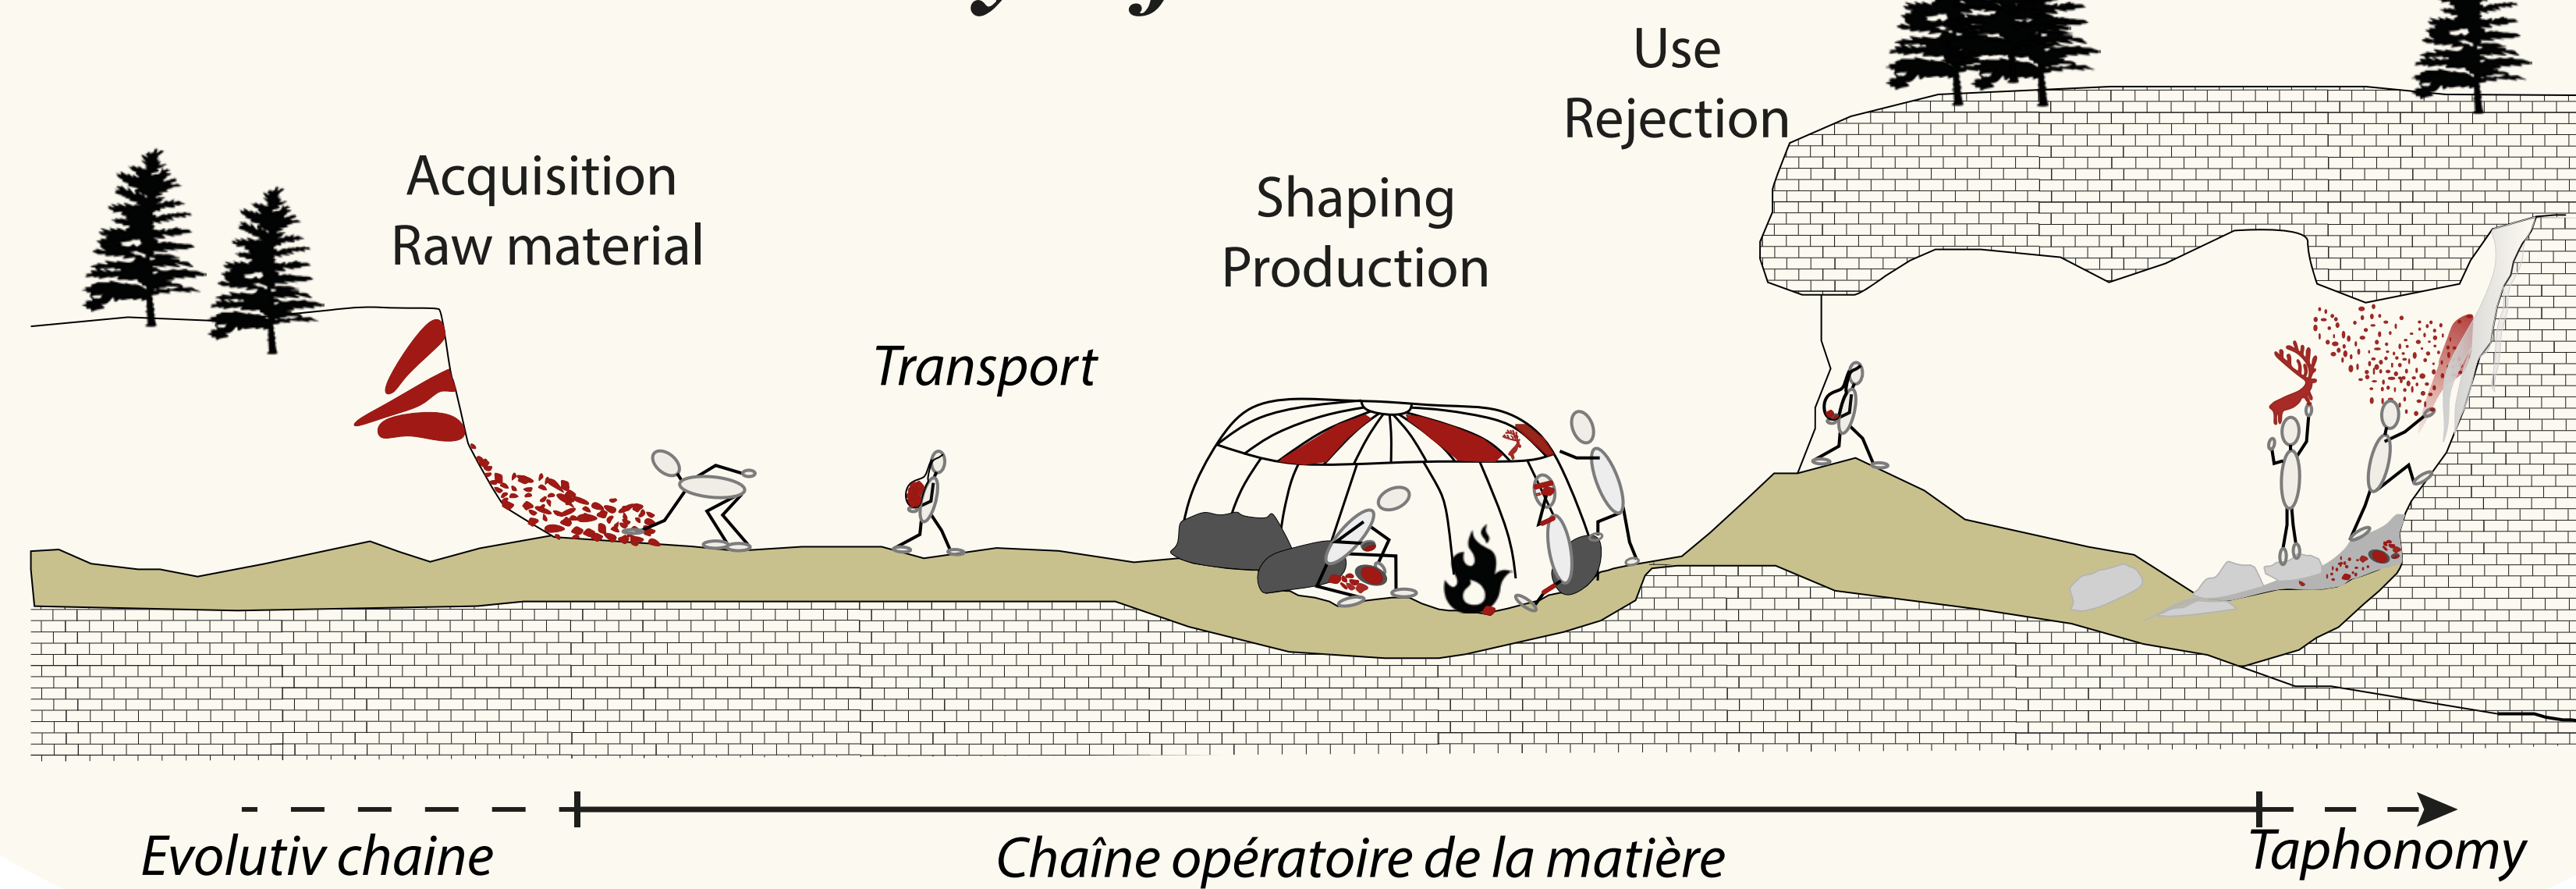 Acquisition
Raw material
Transport
Shaping
Production
Use
Rejection
Evolutiv chaine
Chaîne opératoire de la matière
Taphonomy